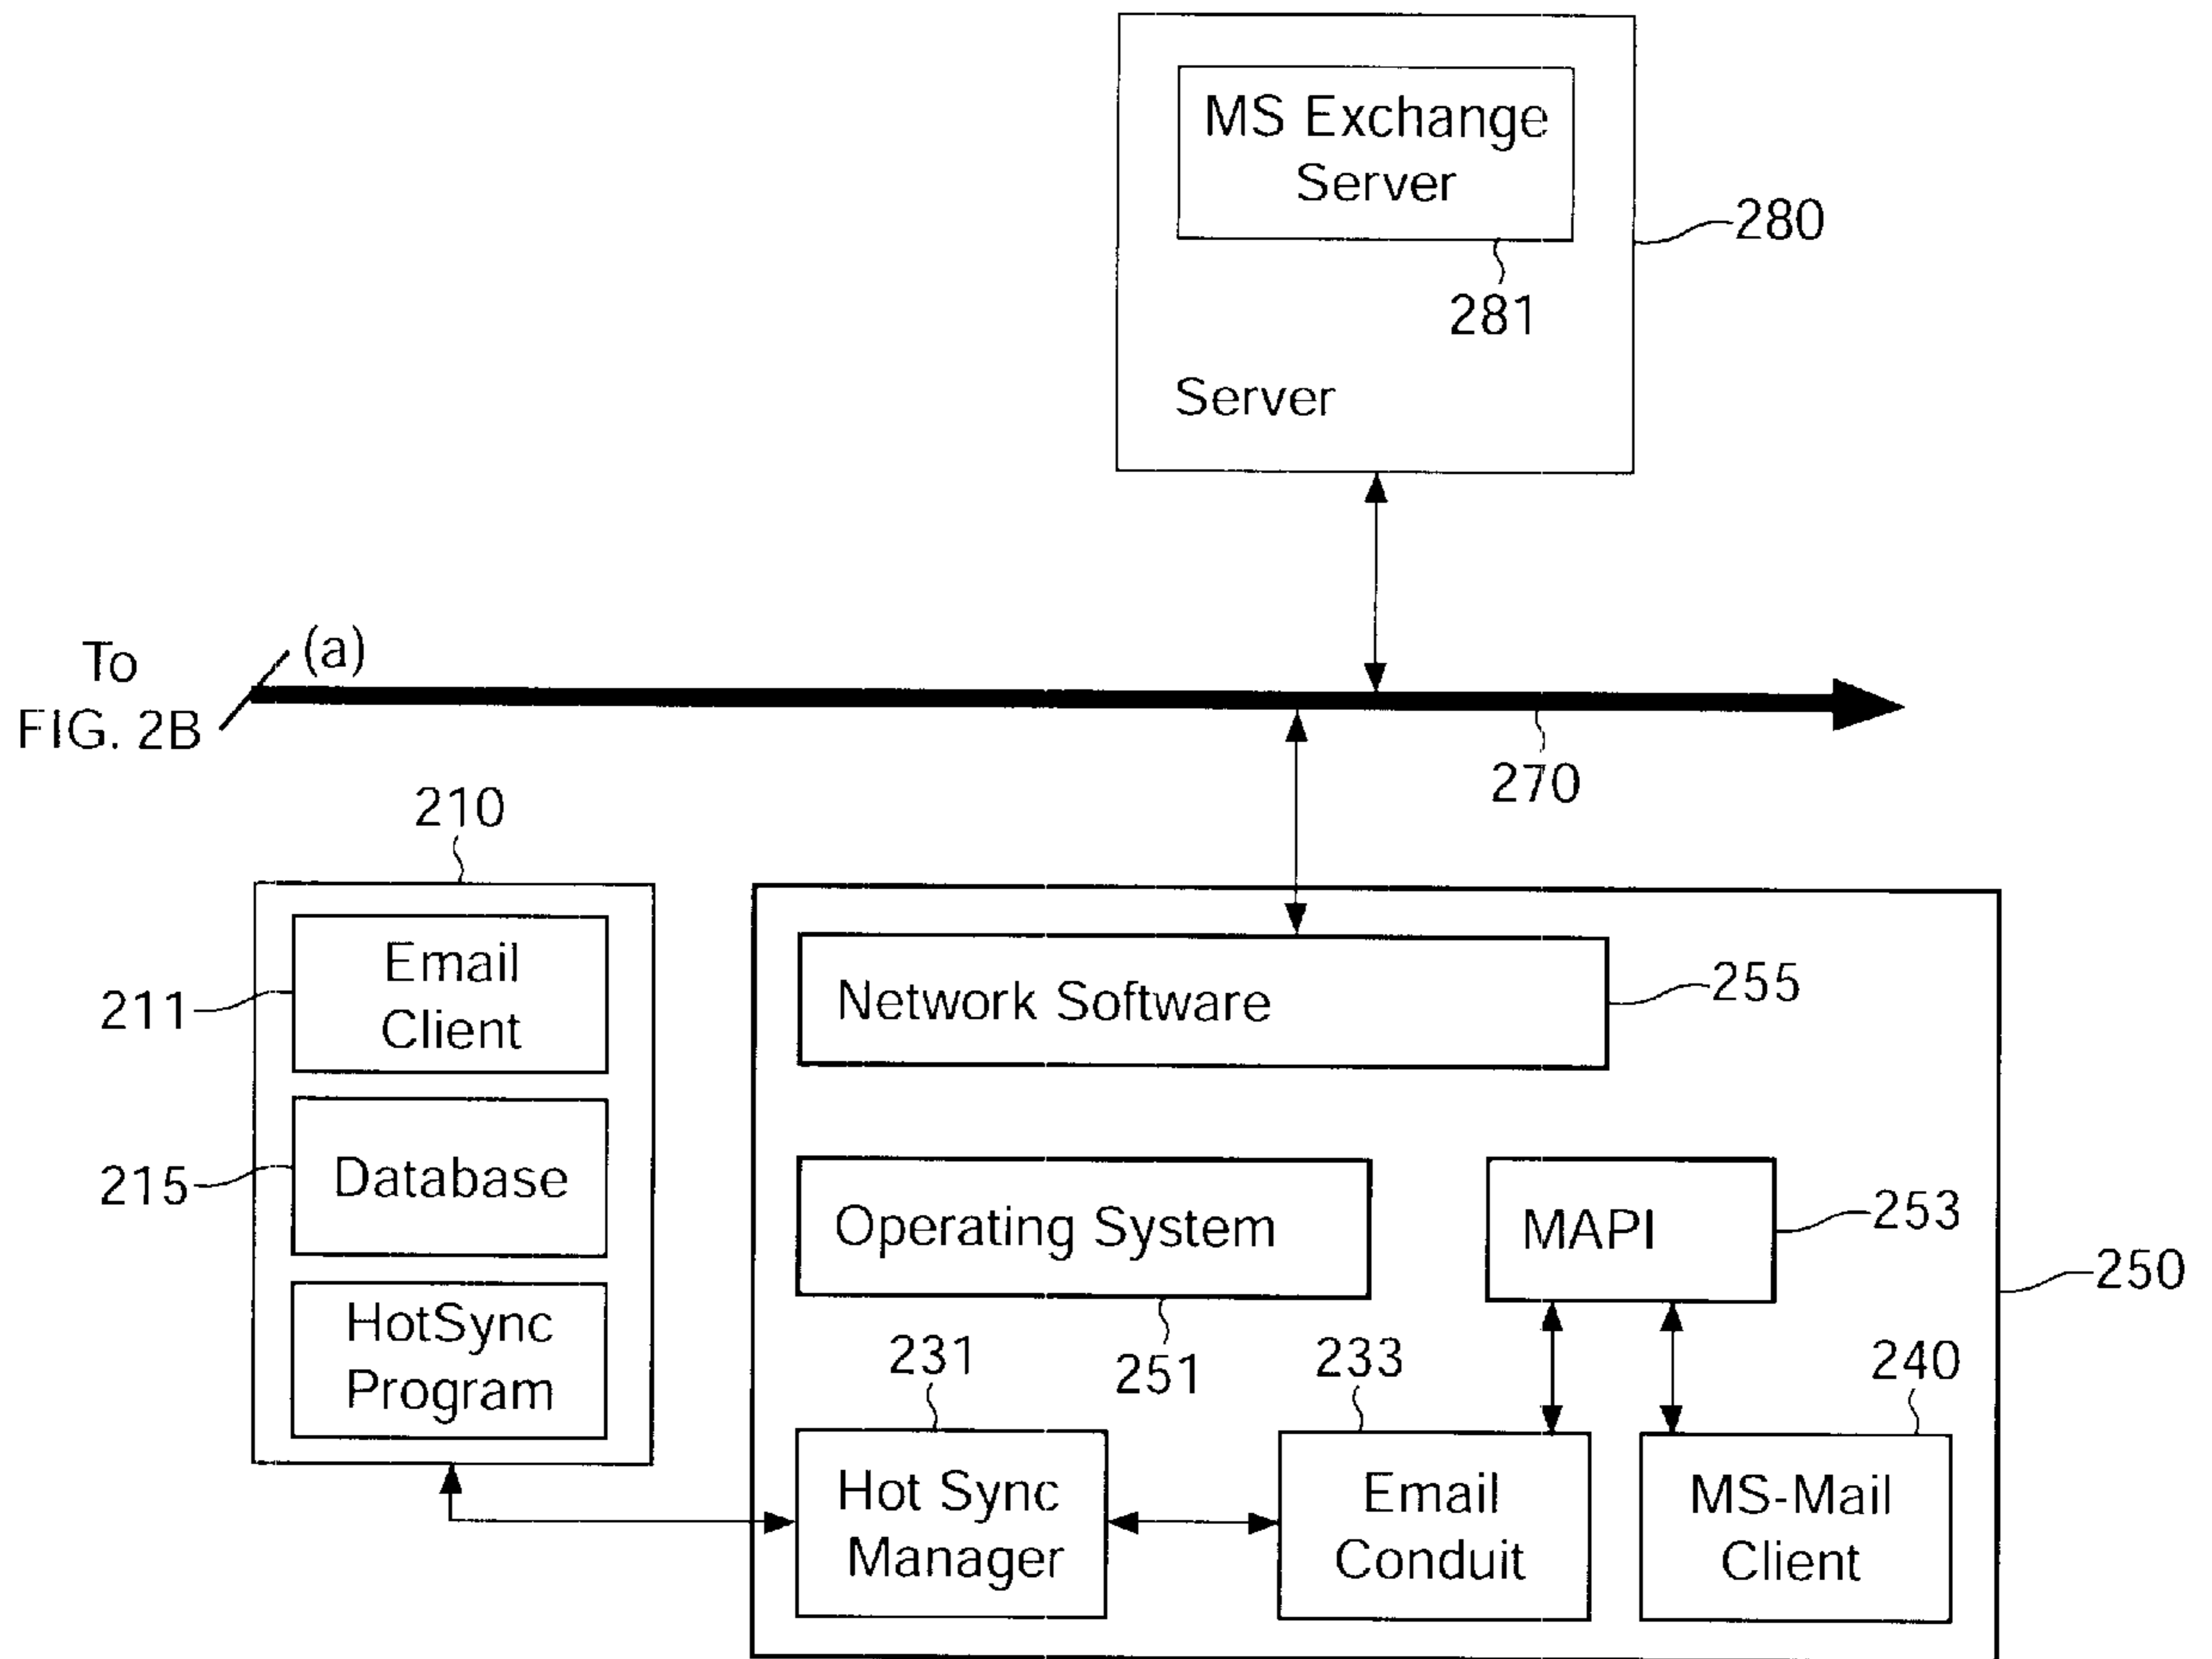 MS Exchange
Server
280
281
Server
To
FIG. 2B
(a)
270
210
Email
Client
211
Database
215
HotSync
Program
Network Software
255
Operating System
251
MAPI
253
250
231
Hot Sync
Manager
233
Email
Conduit
240
MS-Mail
Client